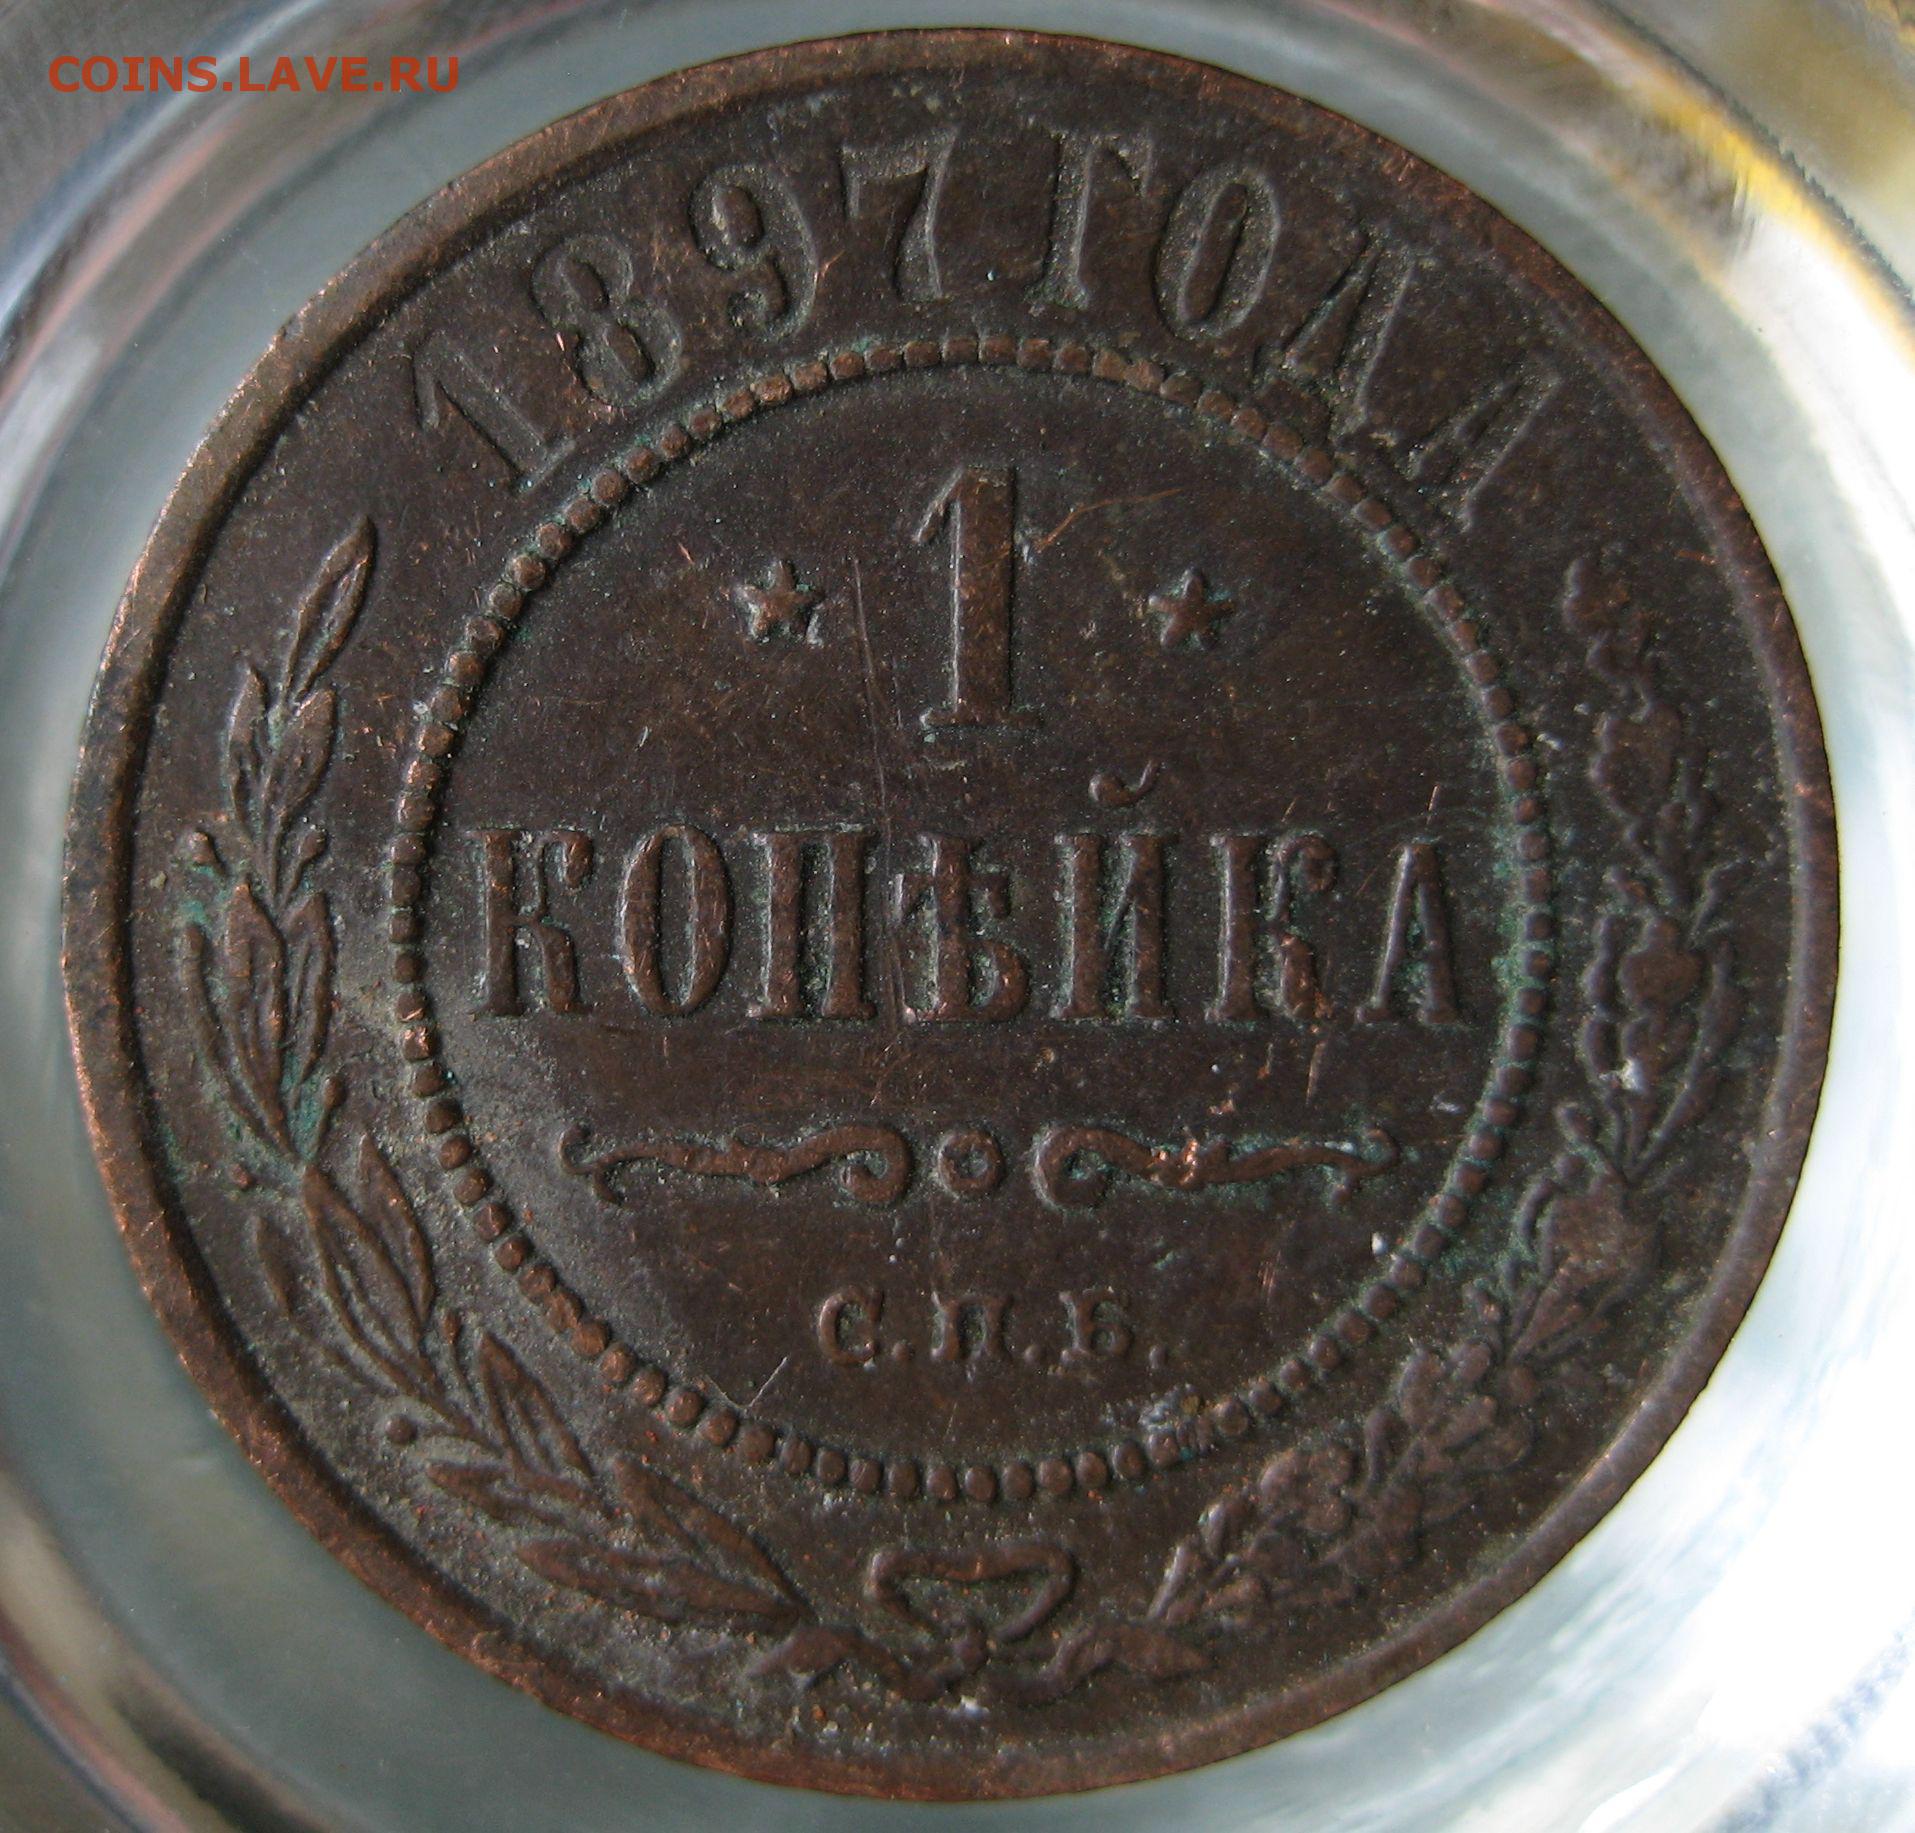 COINS.LAVE.RU
1897 ГОДА
1
КОПѢЙКА
С.П.Б.